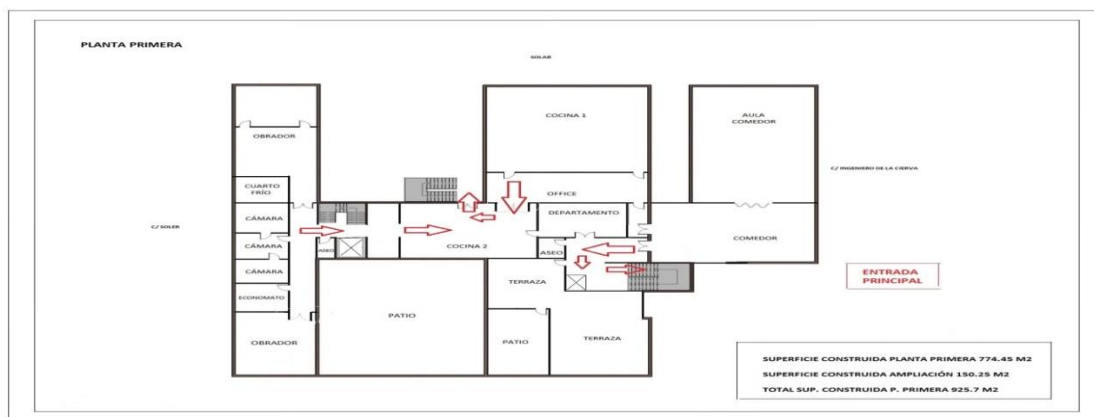 PLANTA PRIMERA
SOLAR
COCINA 1
AULA
COMEDOR
OBRADOR
C/ INGENIERO DE LA CIERVA
CUARTO
FRÍO
OFFICE
CÁMARA
DEPARTAMENTO
C/ SOLER
COMEDOR
CÁMARA
ASEO
COCINA 2
ASEO
CÁMARA
TERRAZA
ENTRADA
PRINCIPAL
ECONOMATO
PATIO
OBRADOR
PATIO
TERRAZA
SUPERFICIE CONSTRUIDA PLANTA PRIMERA 774.45 M2
SUPERFICIE CONSTRUIDA AMPLIACIÓN 150.25 M2
TOTAL SUP. CONSTRUIDA P. PRIMERA 925.7 M2